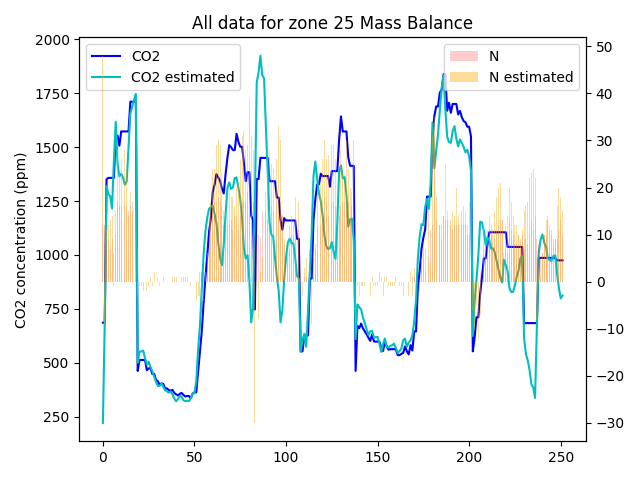 All data for zone 25 Mass Balance
CO2
CO2 estimated
N
N estimated
CO2 concentration (ppm)
2000
1750
1500
1250
1000
750
500
250
50
40
30
20
10
0
−10
−20
−30
0 50 100 150 200 250